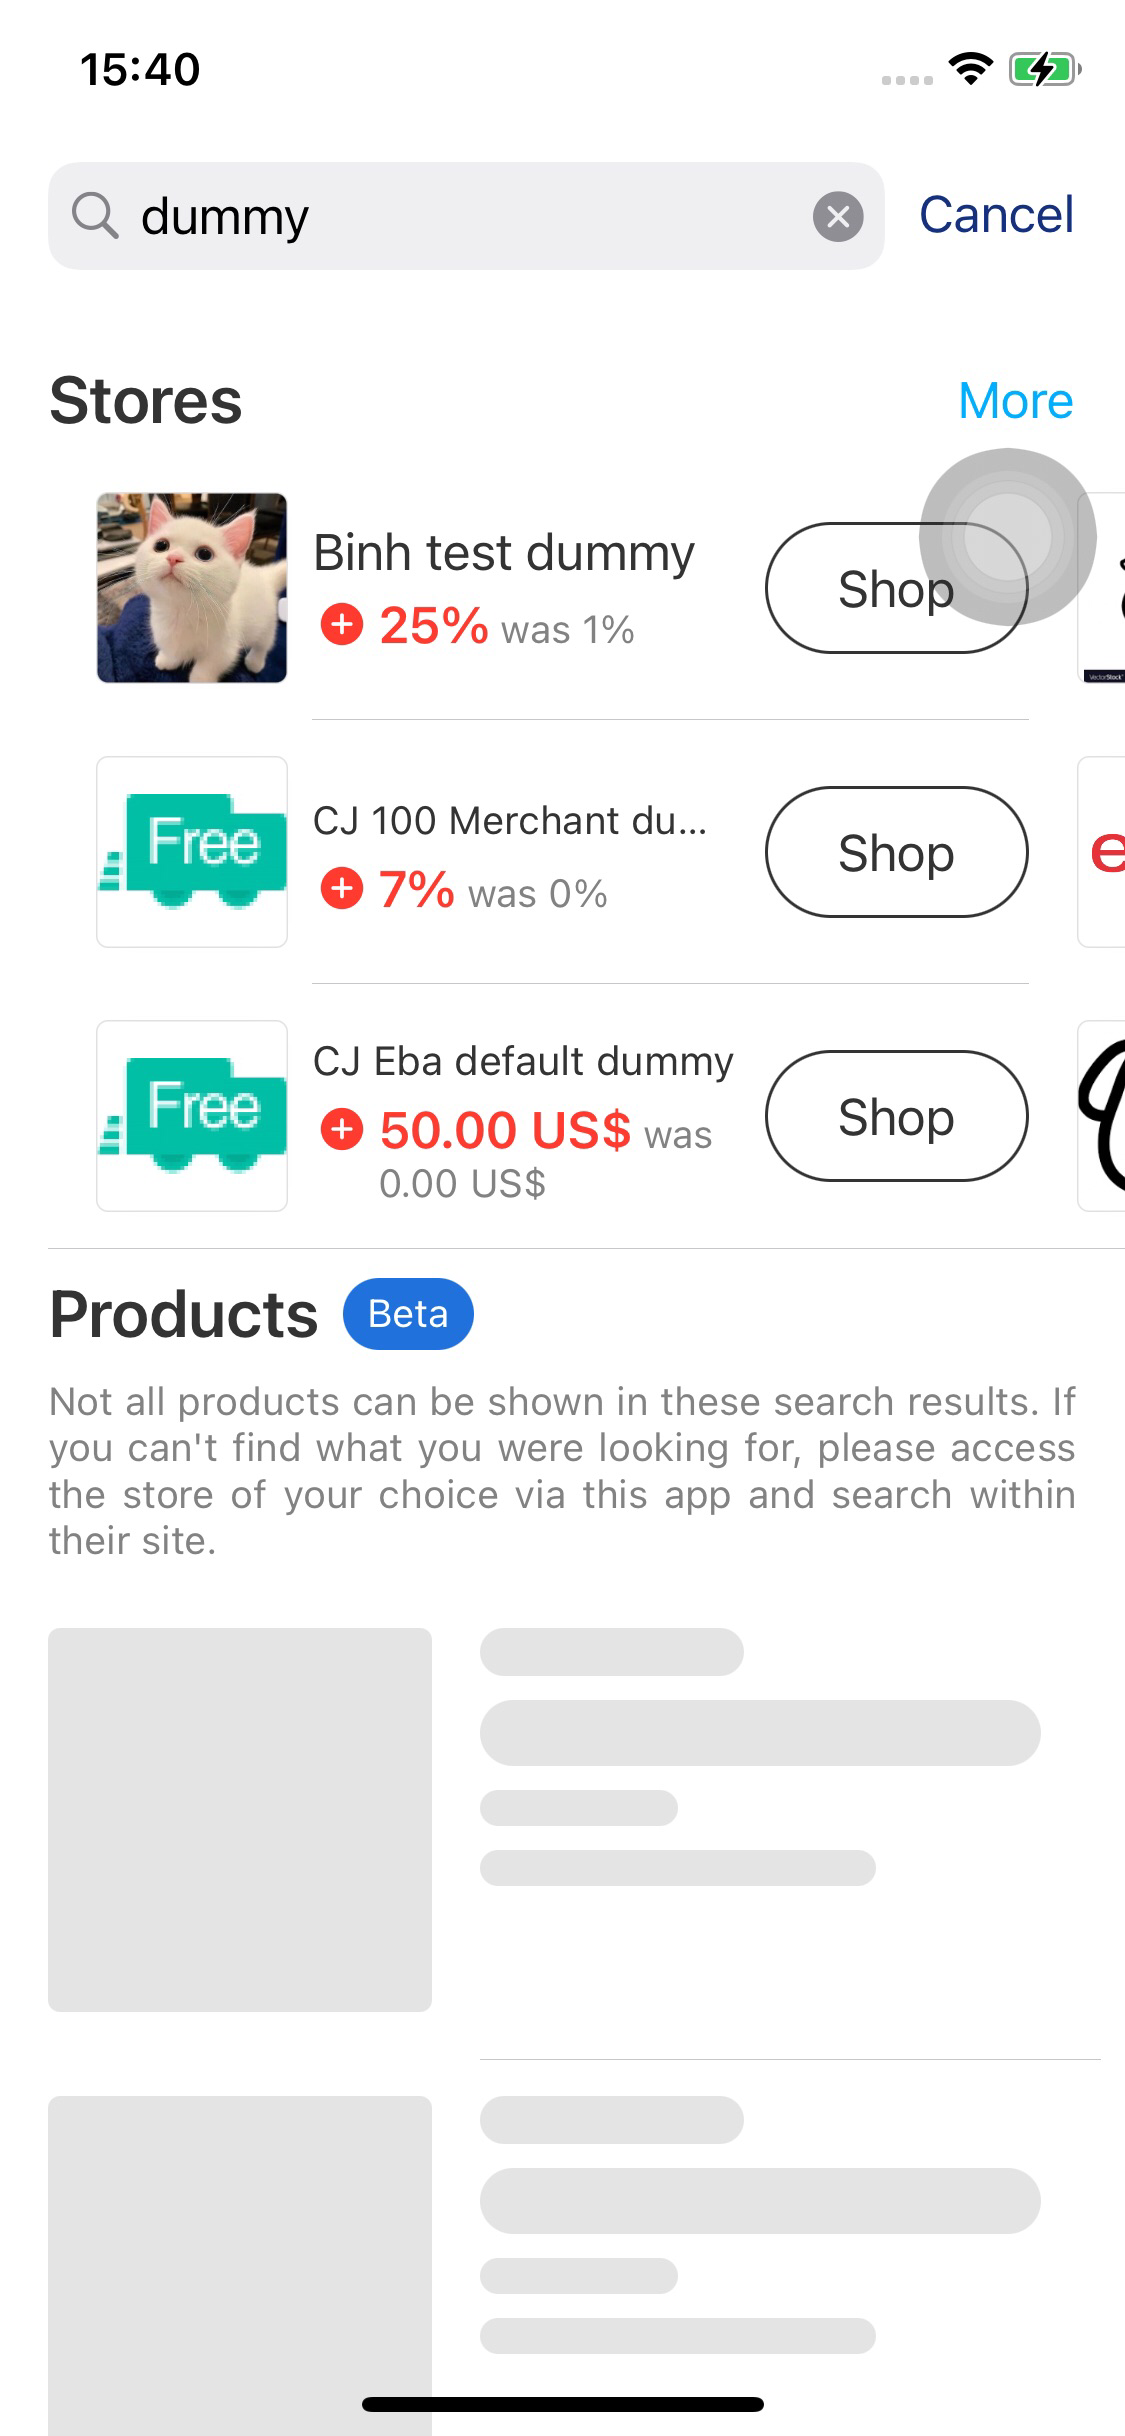 15:40
dummy
Cancel
Stores
More
Binh test dummy
25% was 1%
Shop
VectorStock
Free
CJ 100 Merchant du...
7% was 0%
Shop
e
Free
CJ Eba default dummy
50.00 US$ was
0.00 US$
Shop
Products
Beta
Not all products can be shown in these search results. If
you can't find what you were looking for, please access
the store of your choice via this app and search within
their site.